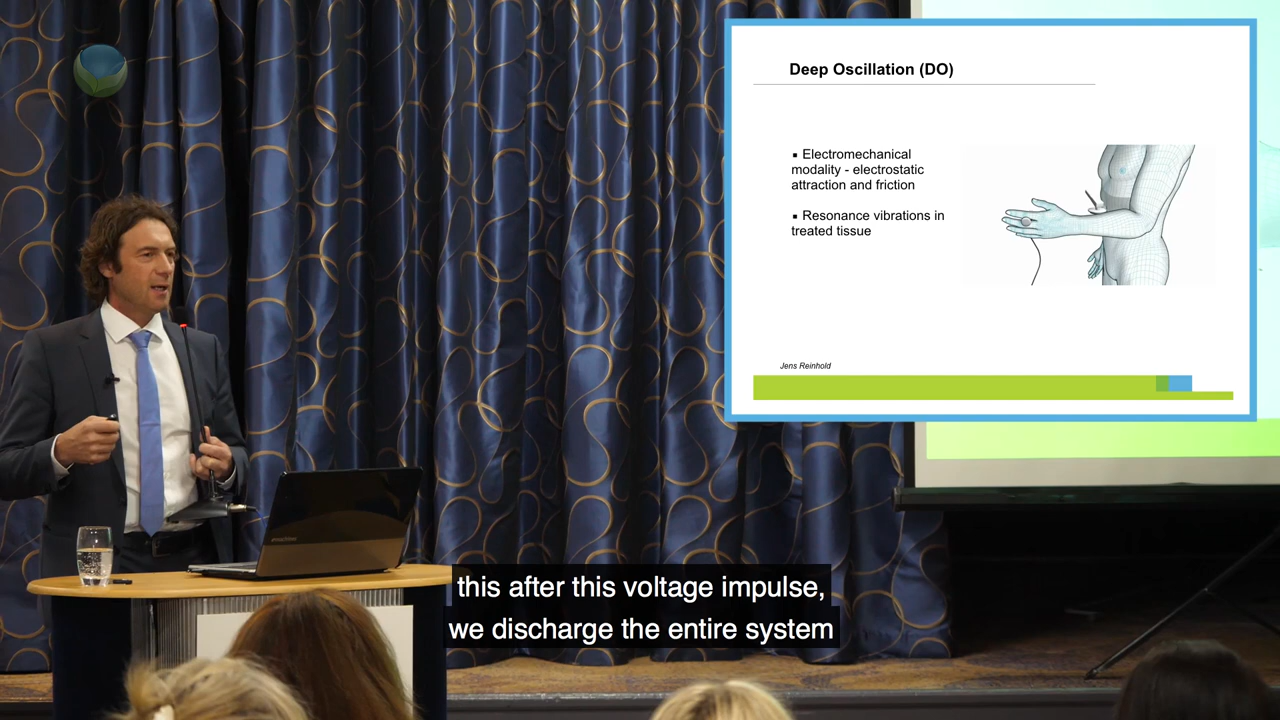 Deep Oscillation (DO)
▪ Electromechanical
modality - electrostatic
attraction and friction
▪ Resonance vibrations in
treated tissue
Jens Reinhold
this after this voltage impulse,
we discharge the entire system